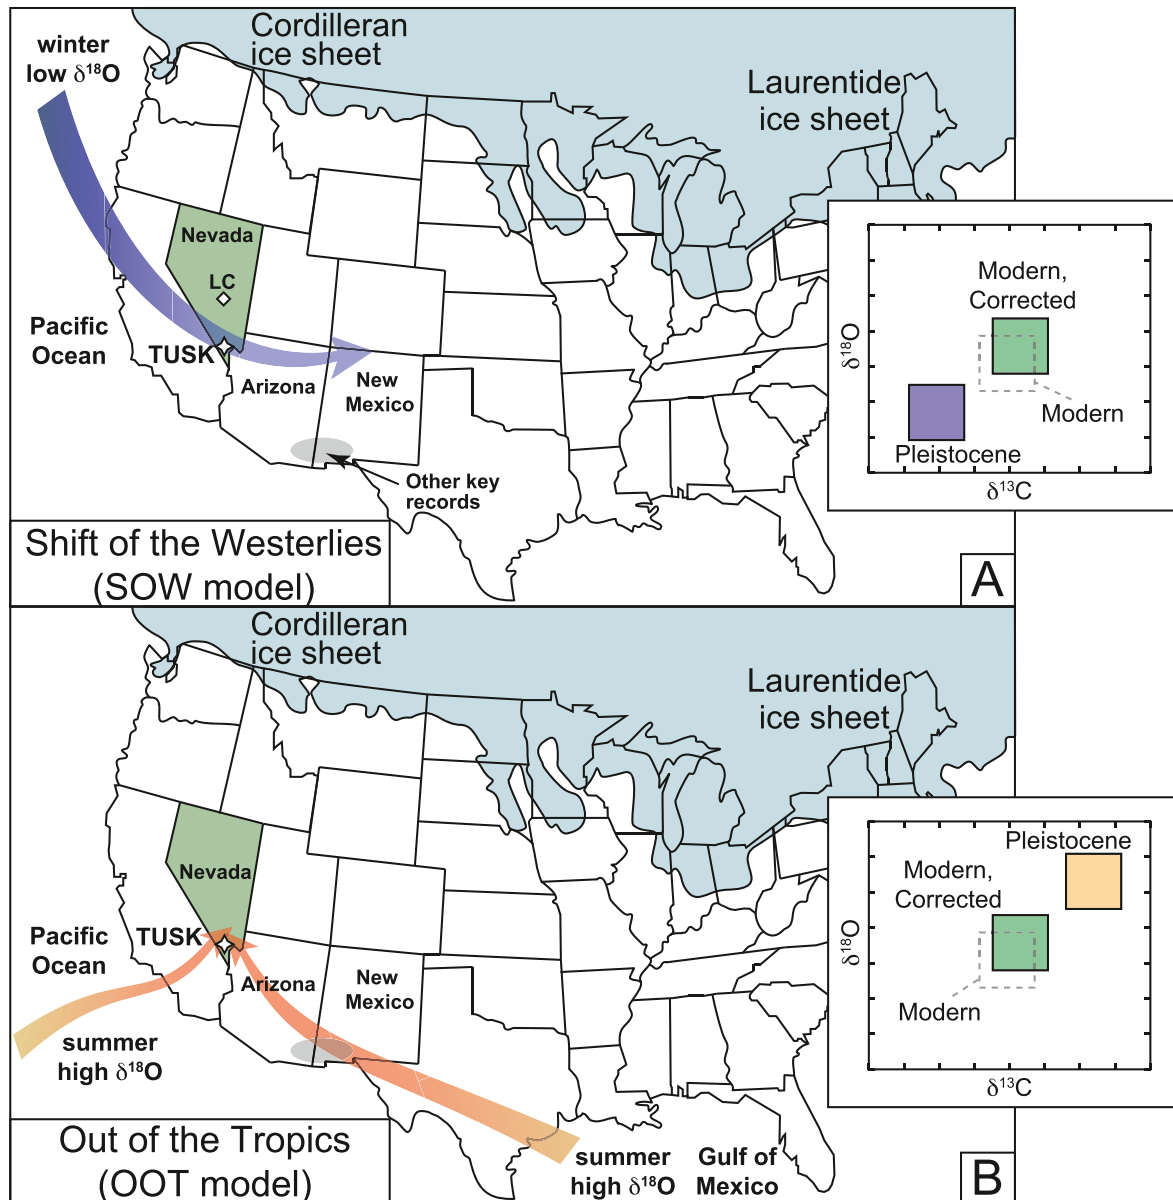 winter
low δ¹⁸O
Cordilleran
ice sheet
Laurentide
ice sheet
Nevada
LC
Pacific
Ocean
TUSK
Arizona
New
Mexico
Other key
records
Modern,
Corrected
δ¹⁸O
Modern
Pleistocene
δ¹³C
Shift of the Westerlies
(SOW model)
A
Cordilleran
ice sheet
Laurentide
ice sheet
Nevada
Pacific
Ocean
TUSK
Arizona
New
Mexico
summer
high δ¹⁸O
Pleistocene
Modern,
Corrected
δ¹⁸O
Modern
δ¹³C
Out of the Tropics
(OOT model)
summer
high δ¹⁸O
Gulf of
Mexico
B